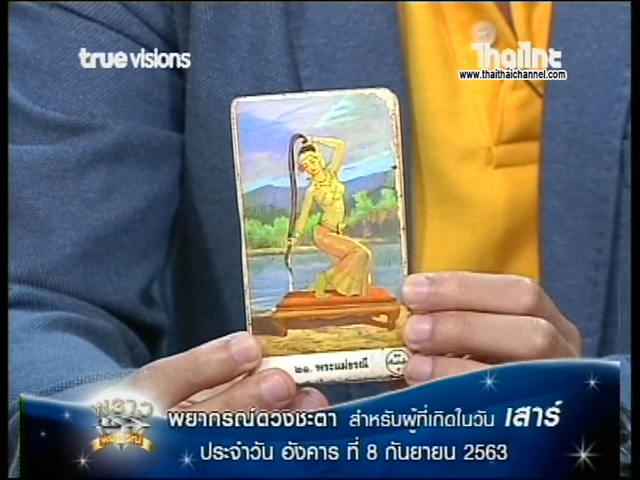 true visions
ThaiThai
www.thaithaichannel.com
๒๑. พระแม่ธรณี
พยากรณ์ดวงชะตา สำหรับผู้ที่เกิดในวัน เสาร์
ประจำวัน อังคาร ที่ 8 กันยายน 2563